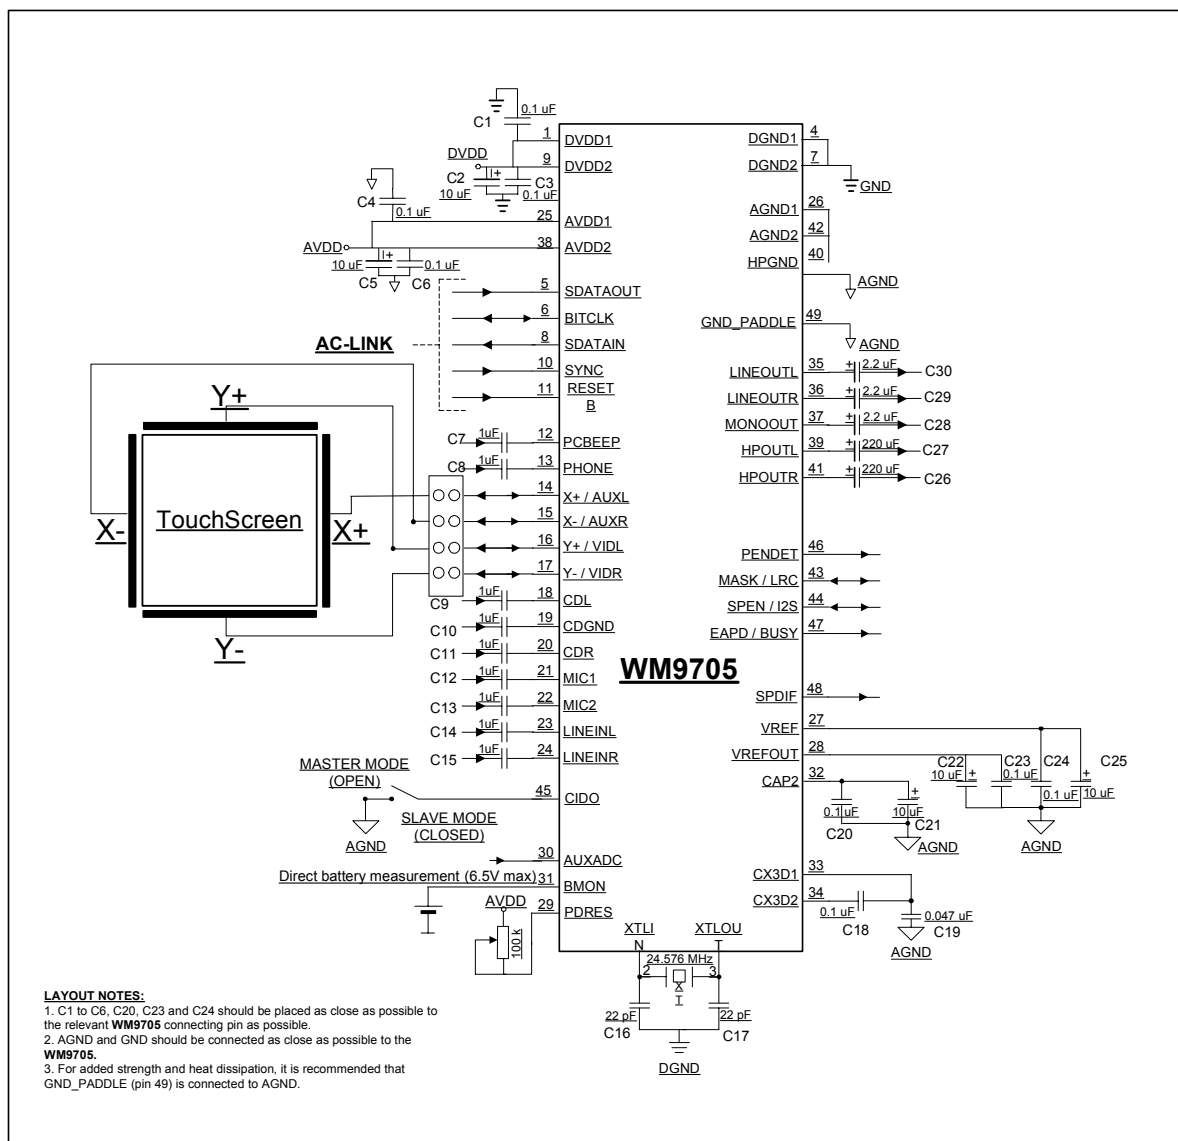 0.1 uF
C1
1
DVDD1
DVDD
9
DVDD2
C2
C3
10 uF
0.1 uF
C4
0.1 uF
25
AVDD1
AVDD
38
AVDD2
10 uF
0.1 uF
C5
C6
5
SDATAOUT
6
BITCLK
AC-LINK
8
SDATAIN
10
SYNC
11
RESET
B
Y+
X-
TouchScreen
X+
Y-
C7
1uF
12
PCBEEP
C8
1uF
13
PHONE
14
X+ / AUXL
15
X- / AUXR
16
Y+ / VIDL
17
Y- / VIDR
C9
1uF
18
CDL
C10
1uF
19
CDGND
C11
1uF
20
CDR
C12
1uF
21
MIC1
C13
1uF
22
MIC2
C14
1uF
23
LINEINL
C15
1uF
24
LINEINR
MASTER MODE
(OPEN)
45
CIDO
SLAVE MODE
(CLOSED)
AGND
30
AUXADC
Direct battery measurement (6.5V max)
31
BMON
AVDD
29
PDRES
100 k
WM9705
4
DGND1
7
DGND2
GND
26
AGND1
42
AGND2
40
HPGND
AGND
49
GND_PADDLE
AGND
35
LINEOUTL
2.2 uF
C30
36
LINEOUTR
2.2 uF
C29
37
MONOOUT
2.2 uF
C28
39
HPOUTL
220 uF
C27
41
HPOUTR
220 uF
C26
46
PENDET
43
MASK / LRC
44
SPEN / I2S
47
EAPD / BUSY
48
SPDIF
27
VREF
28
VREFOUT
C22
C23
C24
C25
10 uF
0.1 uF
0.1 uF
10 uF
AGND
32
CAP2
0.1 uF
10 uF
C20
C21
AGND
33
CX3D1
34
CX3D2
0.1 uF
C18
0.047 uF
C19
AGND
XTLI
N
XTLOU
T
24.576 MHz
2
3
X
T
22 pF
22 pF
C16
C17
DGND
LAYOUT NOTES:
1. C1 to C6, C20, C23 and C24 should be placed as close as possible to
the relevant WM9705 connecting pin as possible.
2. AGND and GND should be connected as close as possible to the
WM9705.
3. For added strength and heat dissipation, it is recommended that
GND_PADDLE (pin 49) is connected to AGND.